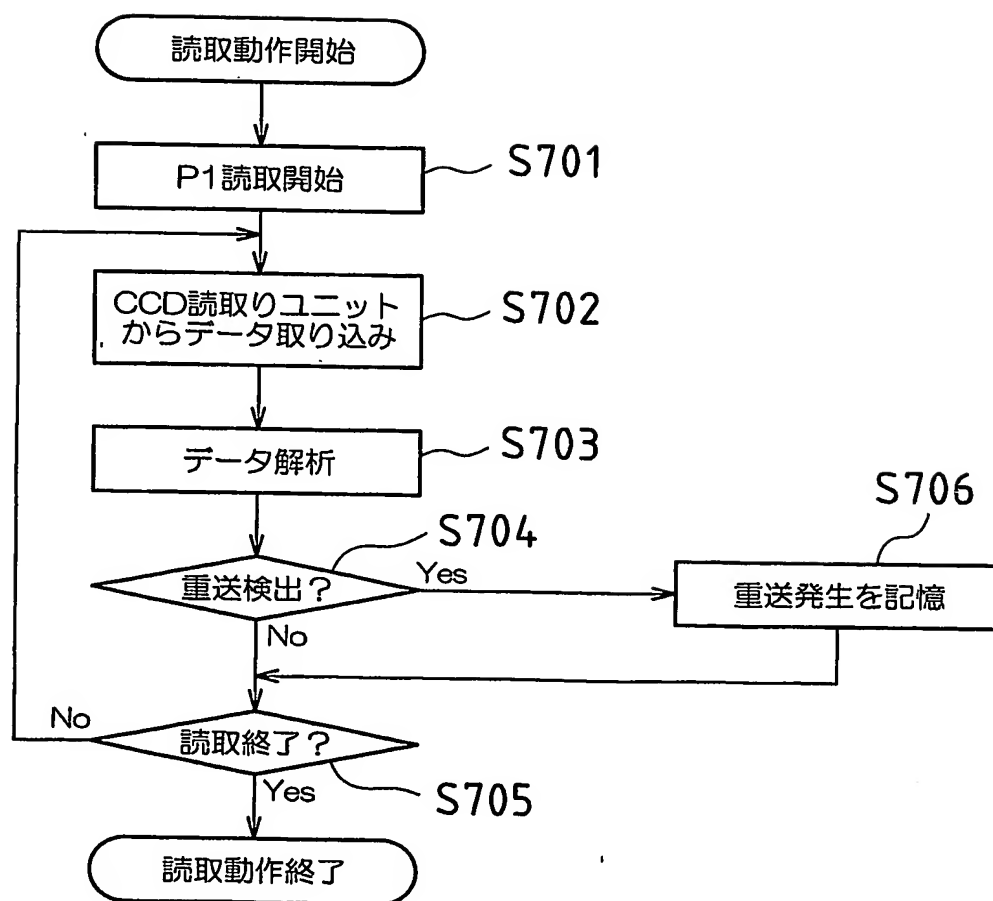 読取動作開始
P1読取開始
S701
CCD読取りユニット
からデータ取り込み
S702
データ解析
S703
重送検出?
S704
Yes
No
重送発生を記憶
S706
読取終了?
S705
No
Yes
読取動作終了